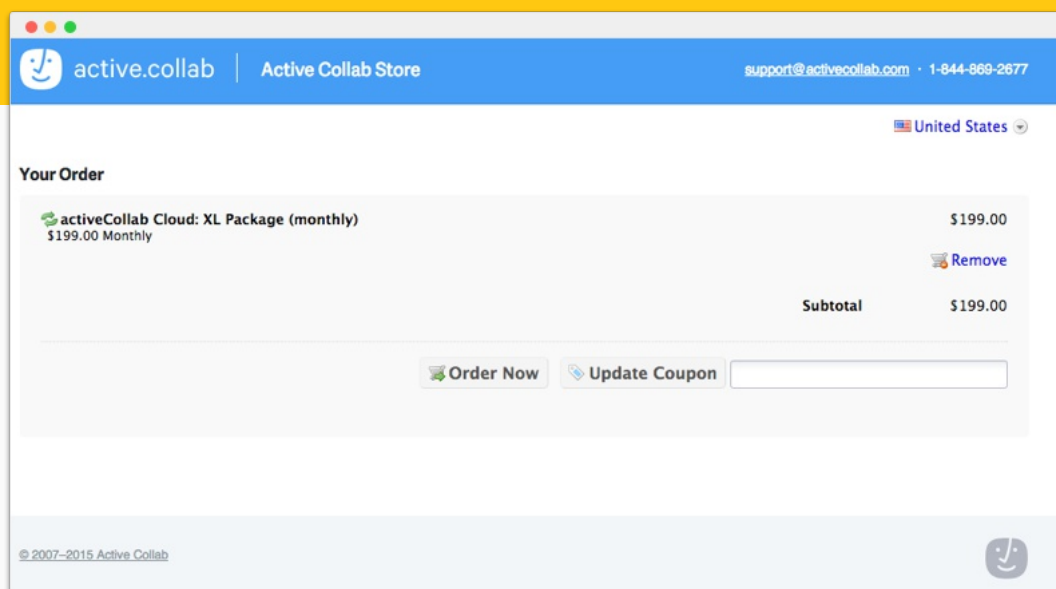 active.collab
Active Collab Store
support@activecollab.com · 1-844-869-2677
United States
Your Order
activeCollab Cloud: XL Package (monthly)
$199.00
$199.00 Monthly
Remove
Subtotal $199.00
Order Now
Update Coupon
© 2007–2015 Active Collab